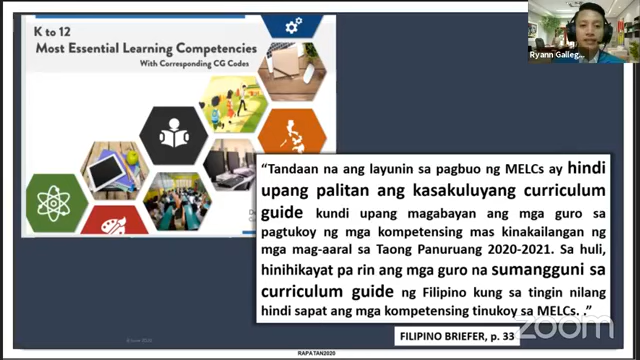 K to 12
Most Essential Learning Competencies
With Corresponding CG Codes
Ryann Galleg...
“Tandaan na ang layunin sa pagbuo ng MELCs ay hindi
upang palitan ang kasakuluyang curriculum
guide kundi upang magabayan ang mga guro sa
pagtukoy ng mga kompetensing mas kinakailangan ng
mga mag-aaral sa Taong Panuruang 2020-2021. Sa huli,
hinihikayat pa rin ang mga guro na sumangguni sa
curriculum guide ng Filipino kung sa tingin nilang
hindi sapat ang mga kompetensing tinukoy sa MELCs. .”
zoom
FILIPINO BRIEFER, p. 33
RAPATAN2020